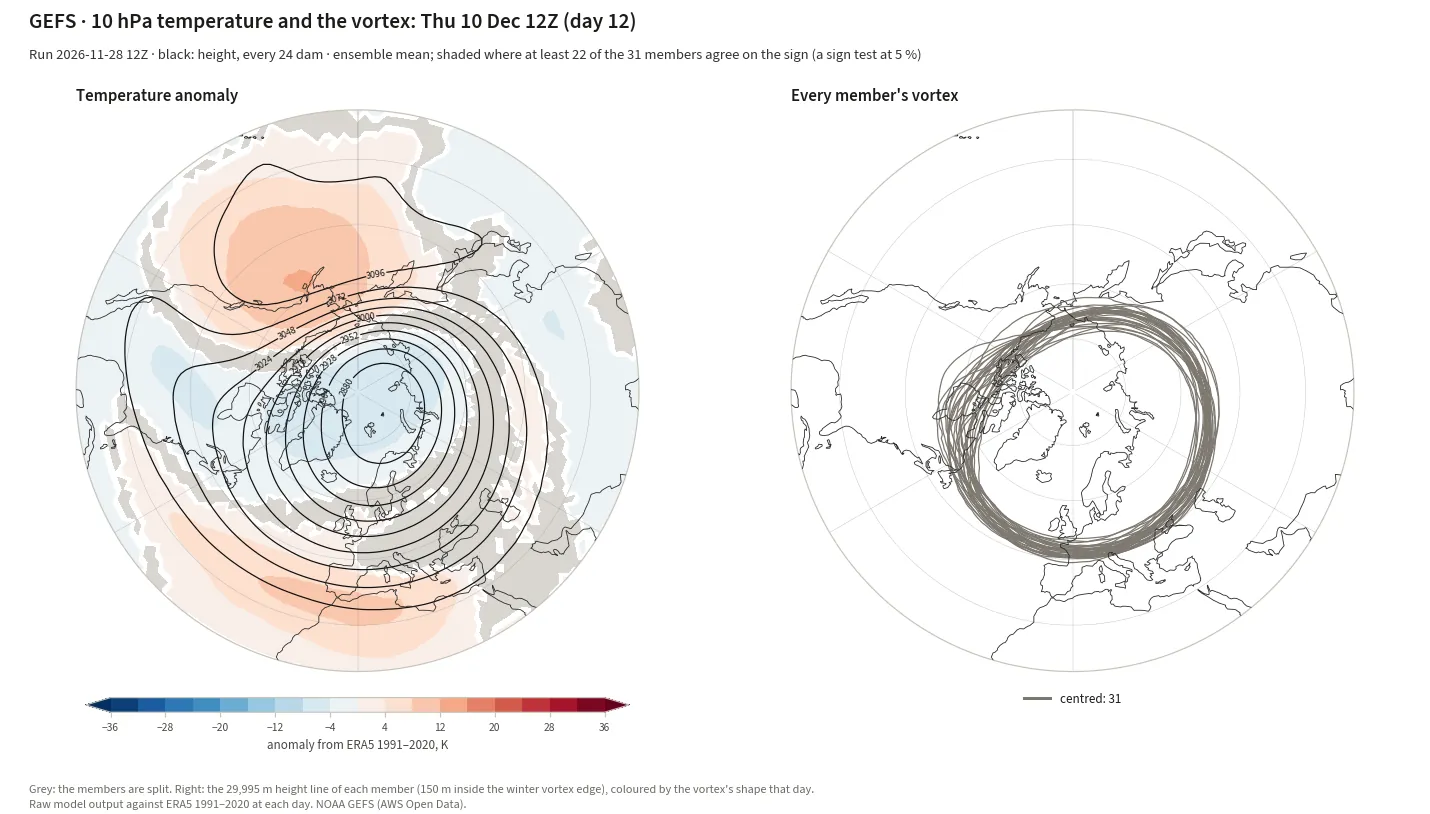 GEFS · 10 hPa temperature and the vortex: Thu 10 Dec 12Z (day 12)
Run 2026-11-28 12Z · black: height, every 24 dam · ensemble mean; shaded where at least 22 of the 31 members agree on the sign (a sign test at 5 %)
Temperature anomaly
Every member's vortex
3096
3072
3000
3048
2952
3024
2928
2880
centred: 31
−36 −28 −20 −12 −4 4 12 20 28 36
anomaly from ERA5 1991–2020, K
Grey: the members are split. Right: the 29,995 m height line of each member (150 m inside the winter vortex edge), coloured by the vortex's shape that day.
Raw model output against ERA5 1991–2020 at each day. NOAA GEFS (AWS Open Data).